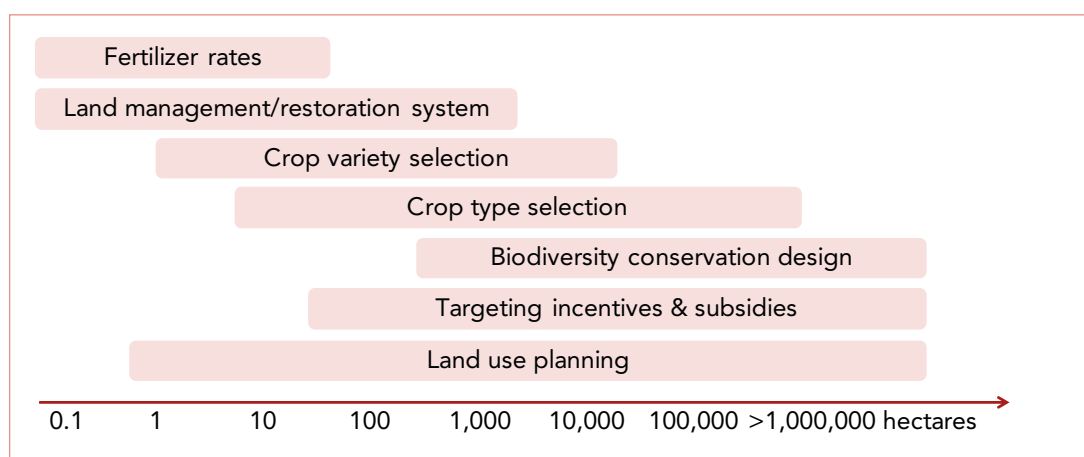 Fertilizer rates
Land management/restoration system
Crop variety selection
Crop type selection
Biodiversity conservation design
Targeting incentives & subsidies
Land use planning
0.1 1 10 100 1,000 10,000 100,000 >1,000,000 hectares